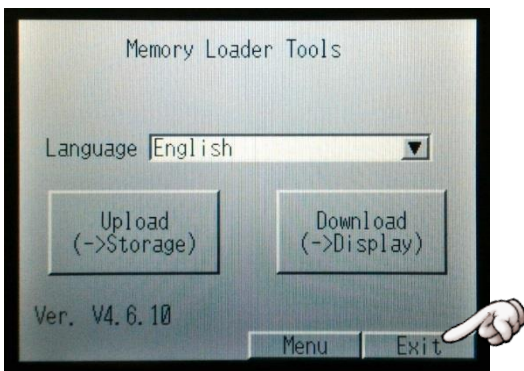 Memory Loader Tools
Language English
Upload
(->Storage)
Download
(->Display)
Ver. V4.6.10
Menu
Exit